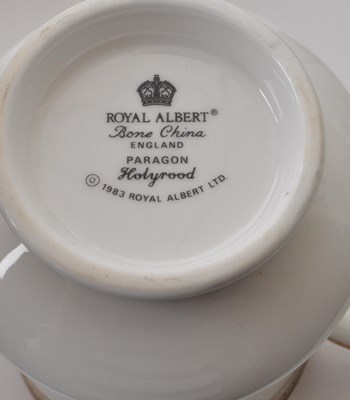 ROYAL ALBERT®
Bone China
ENGLAND
PARAGON
Holyrood
© 1983 ROYAL ALBERT LTD.